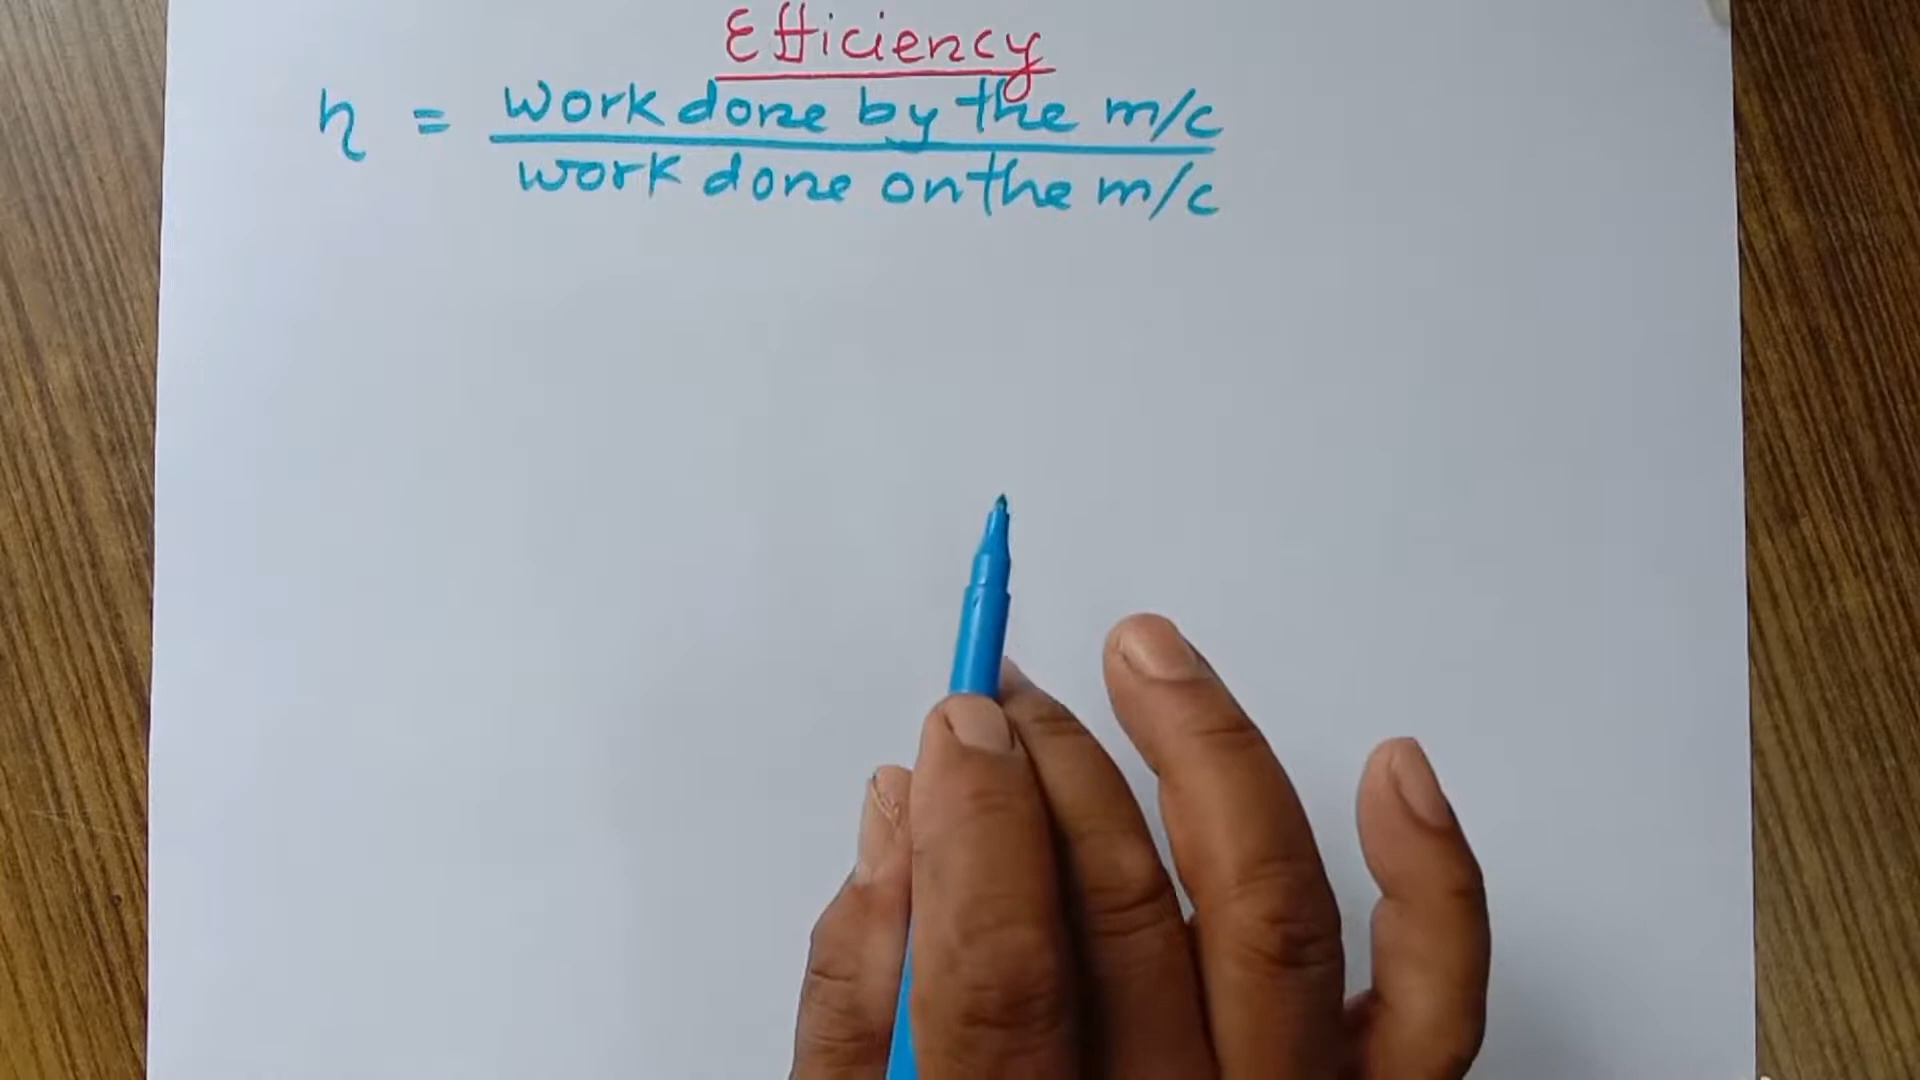 Efficiency
η = work done by the m/c
work done on the m/c